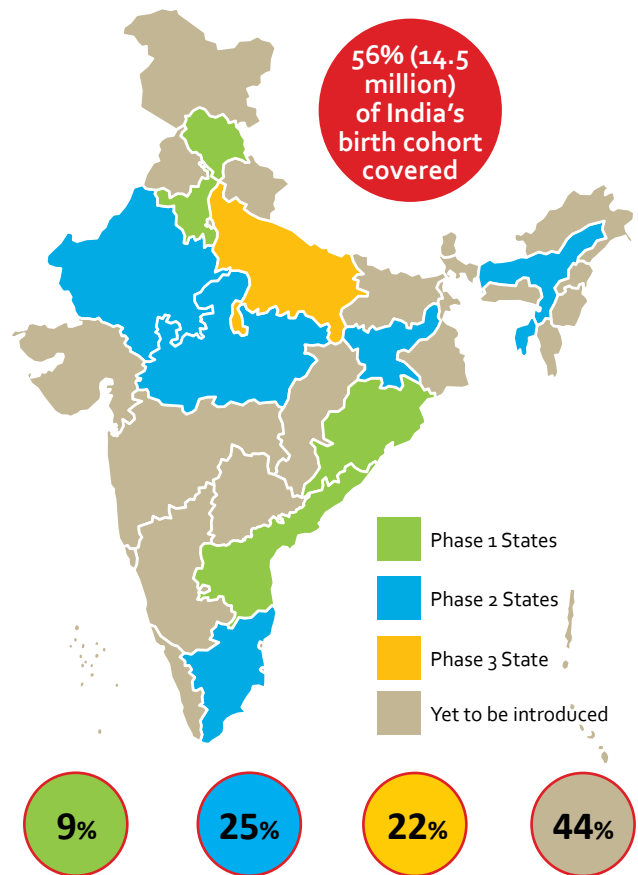 56% (14.5
million)
of India's
birth cohort
covered
Phase 1 States
Phase 2 States
Phase 3 State
Yet to be introduced
9%
25%
22%
44%